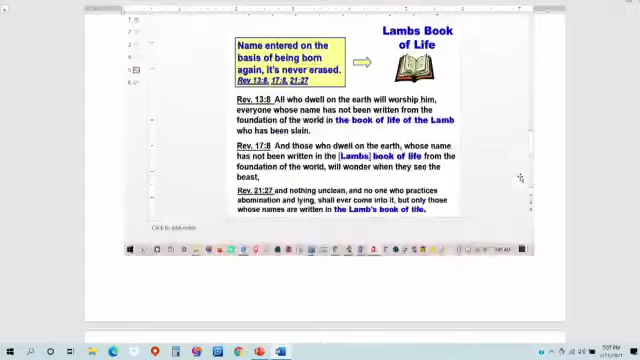 Lambs Book
of Life
Name entered on the
basis of being born
again, it's never erased.
Rev 13:8, 17:8, 21:27
Rev. 13:8 All who dwell on the earth will worship him,
everyone whose name has not been written from the
foundation of the world in the book of life of the Lamb
who has been slain.
Rev. 17:8 And those who dwell on the earth, whose name
has not been written in the [Lambs] book of life from the
foundation of the world, will wonder when they see the
beast,
Rev. 21:27 and nothing unclean, and no one who practices
abomination and lying, shall ever come into it, but only those
whose names are written in the Lamb's book of life.
Click to add notes
7:07 PM